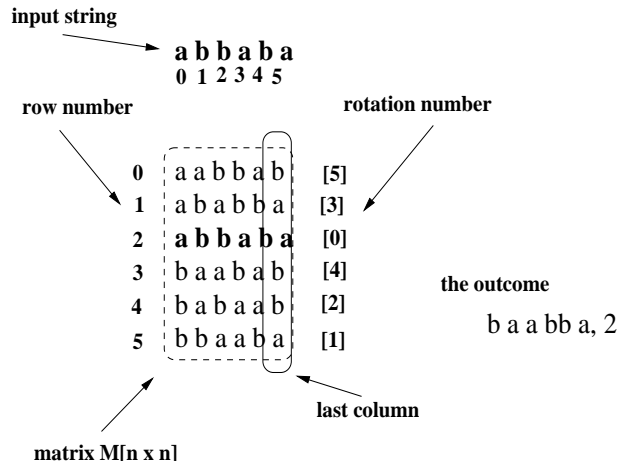 input string
a b b a b a
0 1 2 3 4 5
row number
rotation number
0 a a b b a b [5]
1 a b a b b a [3]
2 a b b a b a [0]
3 b a a b a b [4]
4 b a b a a b [2]
5 b b a a b a [1]
the outcome
b a a bb a, 2
last column
matrix M[n x n]